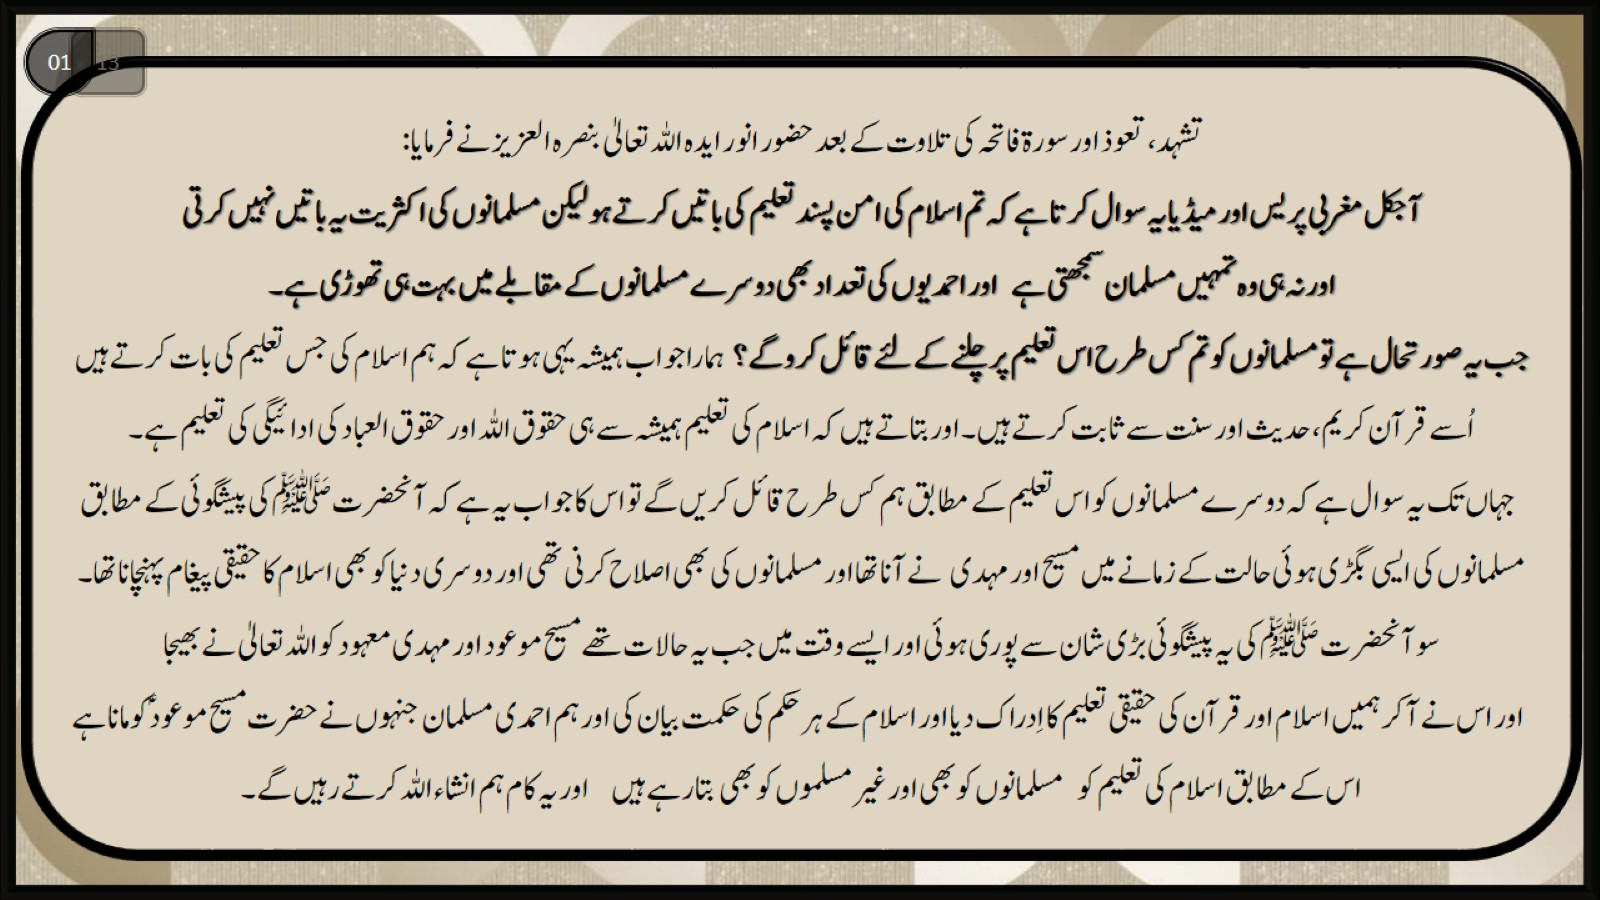 01 13
تشہد، تعوذ اور سورۃ فاتحہ کی تلاوت کے بعد حضور انور ایدہ اللہ تعالیٰ بنصرہ العزیز نے فرمایا:
آجکل مغربی پریس اور میڈیا یہ سوال کرتا ہے کہ تم اسلام کی امن پسند تعلیم کی باتیں کرتے ہو لیکن مسلمانوں کی اکثریت یہ باتیں نہیں کرتی
اور نہ ہی وہ تمہیں مسلمان سمجھتی ہے اور احمدیوں کی تعداد بھی دوسرے مسلمانوں کے مقابلے میں بہت ہی تھوڑی ہے۔
جب یہ صورتحال ہے تو مسلمانوں کو تم کس طرح اس تعلیم پر چلنے کے لئے قائل کرو گے؟ ہمارا جواب ہمیشہ یہی ہوتا ہے کہ ہم اسلام کی جس تعلیم کی بات کرتے ہیں
اُسے قرآن کریم، حدیث اور سنت سے ثابت کرتے ہیں۔ اور بتاتے ہیں کہ اسلام کی تعلیم ہمیشہ سے ہی حقوق اللہ اور حقوق العباد کی ادائیگی کی تعلیم ہے۔
جہاں تک یہ سوال ہے کہ دوسرے مسلمانوں کو اس تعلیم کے مطابق ہم کس طرح قائل کریں گے تو اس کا جواب یہ ہے کہ آنحضرت ﷺ کی پیشگوئی کے مطابق
مسلمانوں کی ایسی بگڑی ہوئی حالت کے زمانے میں مسیح اور مہدی نے آنا تھا اور مسلمانوں کی بھی اصلاح کرنی تھی اور دوسری دنیا کو بھی اسلام کا حقیقی پیغام پہنچانا تھا۔
سو آنحضرت ﷺ کی یہ پیشگوئی بڑی شان سے پوری ہوئی اور ایسے وقت میں جب یہ حالات تھے مسیح موعود اور مہدی معہود کو اللہ تعالیٰ نے بھیجا
اور اس نے آ کر ہمیں اسلام اور قرآن کی حقیقی تعلیم کا اِدراک دیا اور اسلام کے ہر حکم کی حکمت بیان کی اور ہم احمدی مسلمان جنہوں نے حضرت مسیح موعودؑ کو مانا ہے
اس کے مطابق اسلام کی تعلیم کو مسلمانوں کو بھی اور غیر مسلموں کو بھی بتا رہے ہیں اور یہ کام ہم انشاء اللہ کرتے رہیں گے۔